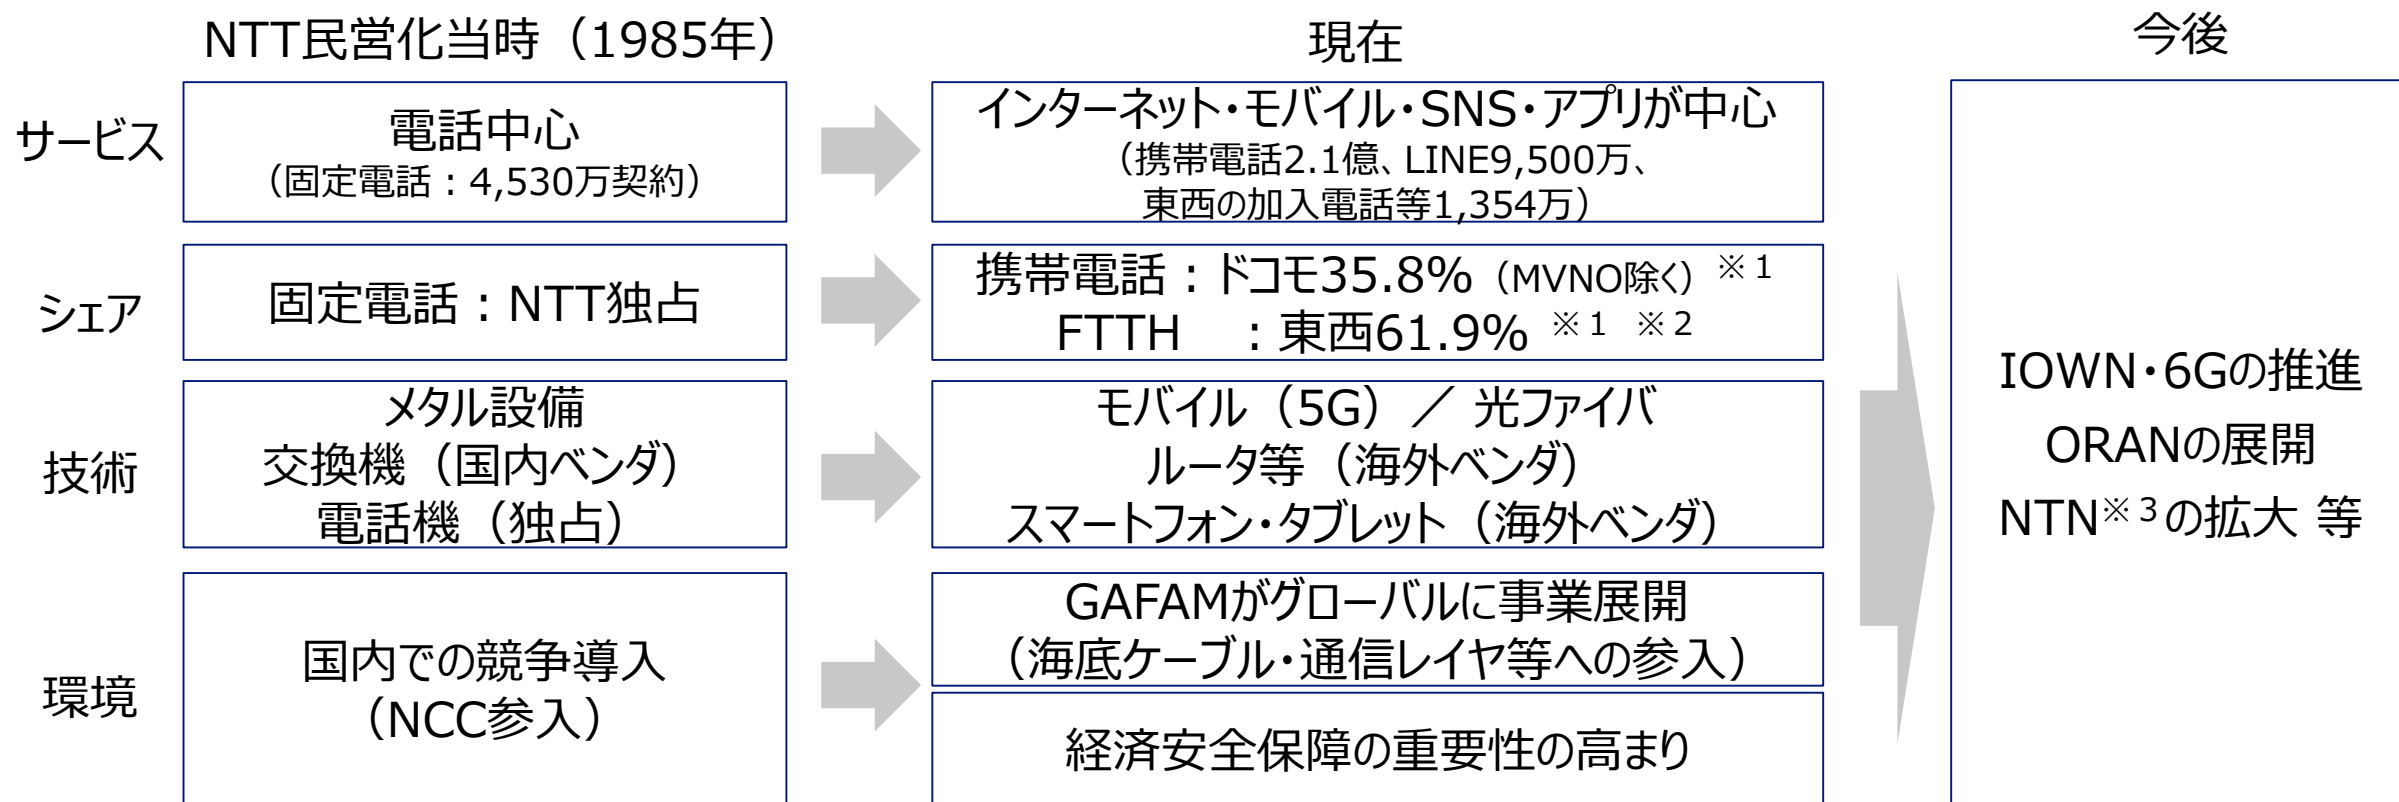 NTT民営化当時（1985年）
現在
今後
サービス
電話中心
（固定電話：4,530万契約）
インターネット・モバイル・SNS・アプリが中心
（携帯電話2.1億、LINE9,500万、
東西の加入電話等1,354万）
シェア
固定電話：NTT独占
携帯電話：ドコモ35.8%（MVNO除く）※1
FTTH ：東西61.9% ※1 ※2
技術
メタル設備
交換機（国内ベンダ）
電話機（独占）
モバイル（5G）／ 光ファイバ
ルータ等（海外ベンダ）
スマートフォン・タブレット（海外ベンダ）
環境
国内での競争導入
（NCC参入）
GAFAMがグローバルに事業展開
（海底ケーブル・通信レイヤ等への参入）
経済安全保障の重要性の高まり
IOWN・6Gの推進
ORANの展開
NTN※3の拡大 等